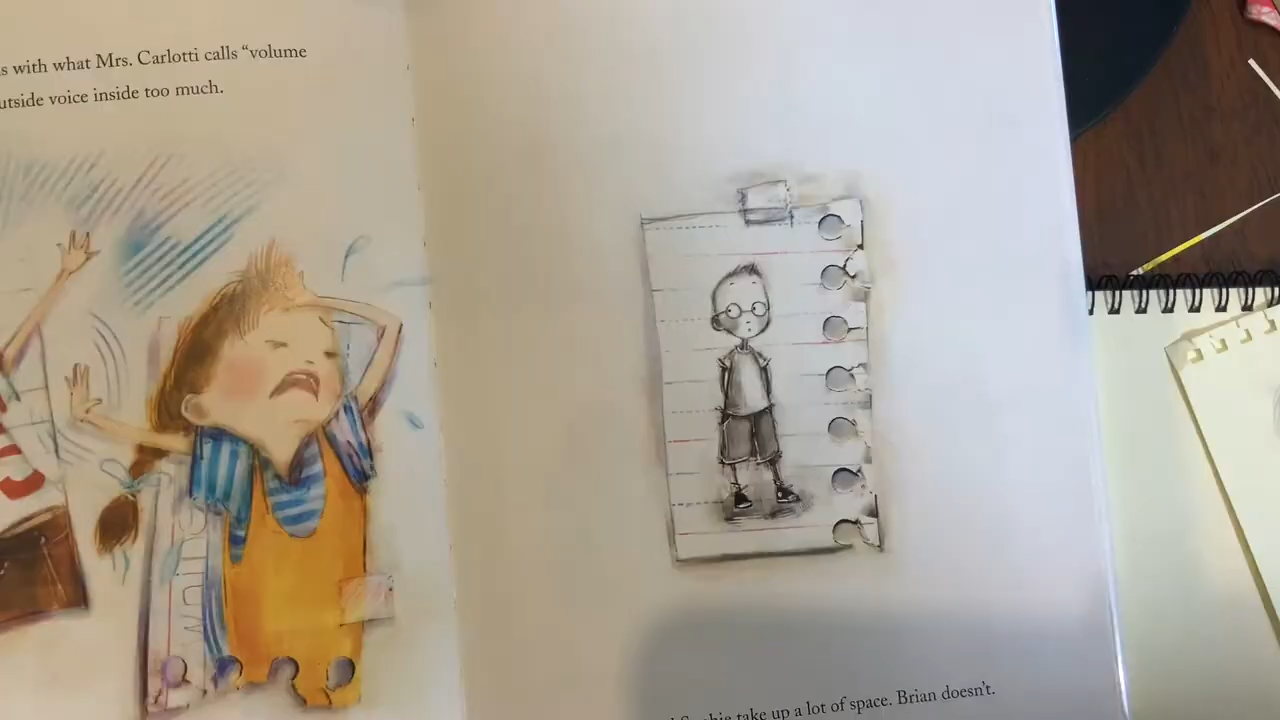 s with what Mrs. Carlotti calls “volume
utside voice inside too much.
take up a lot of space. Brian doesn’t.